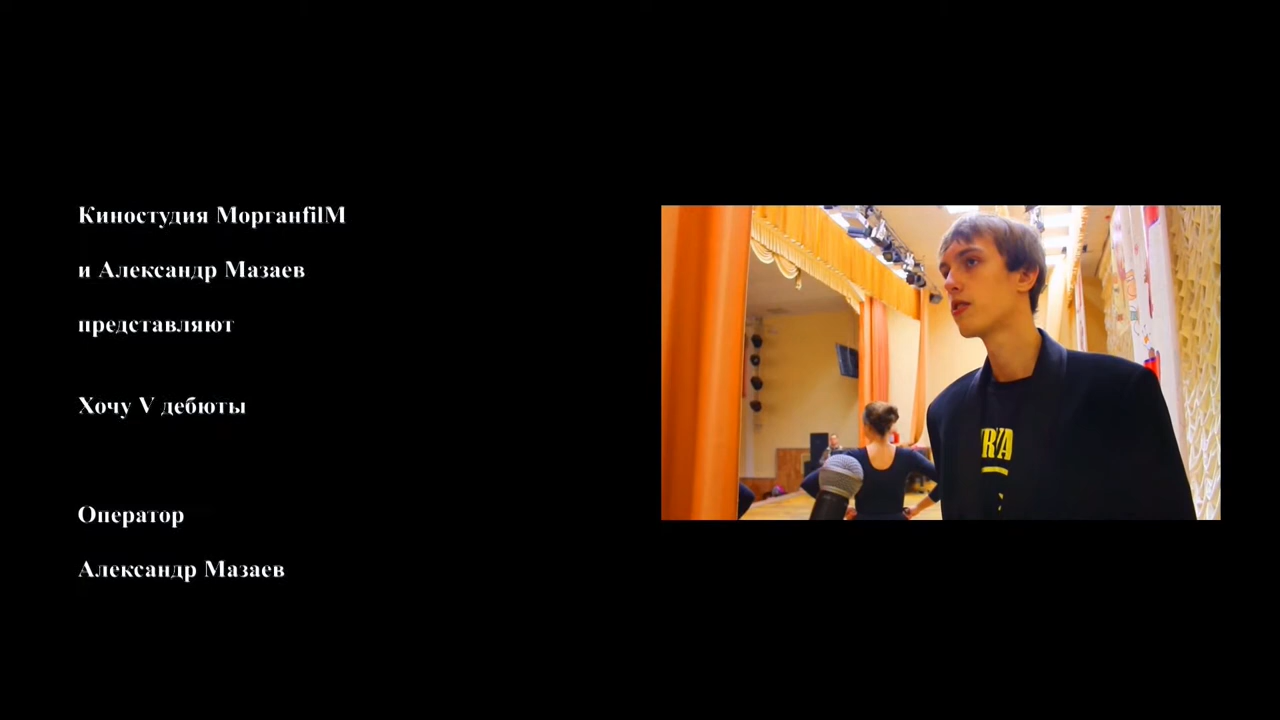 Киностудия МорганfilM
и Александр Мазаев
представляют
Хочу V дебюты
Оператор
Александр Мазаев